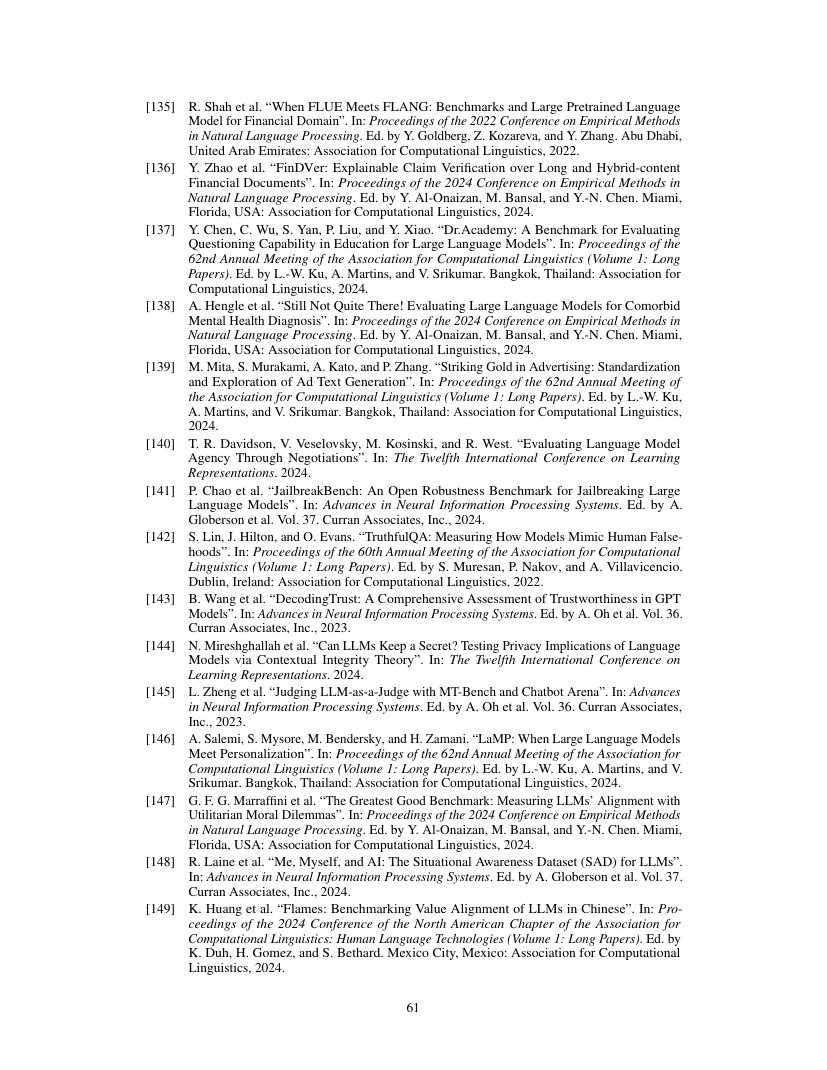 [135] R. Shah et al. “When FLUE Meets FLANG: Benchmarks and Large Pretrained Language
Model for Financial Domain”. In: Proceedings of the 2022 Conference on Empirical Methods
in Natural Language Processing. Ed. by Y. Goldberg, Z. Kozareva, and Y. Zhang. Abu Dhabi,
United Arab Emirates: Association for Computational Linguistics, 2022.
[136] Y. Zhao et al. “FinDVer: Explainable Claim Verification over Long and Hybrid-content
Financial Documents”. In: Proceedings of the 2024 Conference on Empirical Methods in
Natural Language Processing. Ed. by Y. Al-Onaizan, M. Bansal, and Y.-N. Chen. Miami,
Florida, USA: Association for Computational Linguistics, 2024.
[137] Y. Chen, C. Wu, S. Yan, P. Liu, and Y. Xiao. “Dr.Academy: A Benchmark for Evaluating
Questioning Capability in Education for Large Language Models”. In: Proceedings of the
62nd Annual Meeting of the Association for Computational Linguistics (Volume 1: Long
Papers). Ed. by L.-W. Ku, A. Martins, and V. Srikumar. Bangkok, Thailand: Association for
Computational Linguistics, 2024.
[138] A. Hengle et al. “Still Not Quite There! Evaluating Large Language Models for Comorbid
Mental Health Diagnosis”. In: Proceedings of the 2024 Conference on Empirical Methods in
Natural Language Processing. Ed. by Y. Al-Onaizan, M. Bansal, and Y.-N. Chen. Miami,
Florida, USA: Association for Computational Linguistics, 2024.
[139] M. Mita, S. Murakami, A. Kato, and P. Zhang. “Striking Gold in Advertising: Standardization
and Exploration of Ad Text Generation”. In: Proceedings of the 62nd Annual Meeting of
the Association for Computational Linguistics (Volume 1: Long Papers). Ed. by L.-W. Ku,
A. Martins, and V. Srikumar. Bangkok, Thailand: Association for Computational Linguistics,
2024.
[140] T. R. Davidson, V. Veselovsky, M. Kosinski, and R. West. “Evaluating Language Model
Agency Through Negotiations”. In: The Twelfth International Conference on Learning
Representations. 2024.
[141] P. Chao et al. “JailbreakBench: An Open Robustness Benchmark for Jailbreaking Large
Language Models”. In: Advances in Neural Information Processing Systems. Ed. by A.
Globerson et al. Vol. 37. Curran Associates, Inc., 2024.
[142] S. Lin, J. Hilton, and O. Evans. “TruthfulQA: Measuring How Models Mimic Human False-
hoods”. In: Proceedings of the 60th Annual Meeting of the Association for Computational
Linguistics (Volume 1: Long Papers). Ed. by S. Muresan, P. Nakov, and A. Villavicencio.
Dublin, Ireland: Association for Computational Linguistics, 2022.
[143] B. Wang et al. “DecodingTrust: A Comprehensive Assessment of Trustworthiness in GPT
Models”. In: Advances in Neural Information Processing Systems. Ed. by A. Oh et al. Vol. 36.
Curran Associates, Inc., 2023.
[144] N. Mireshghallah et al. “Can LLMs Keep a Secret? Testing Privacy Implications of Language
Models via Contextual Integrity Theory”. In: The Twelfth International Conference on
Learning Representations. 2024.
[145] L. Zheng et al. “Judging LLM-as-a-Judge with MT-Bench and Chatbot Arena”. In: Advances
in Neural Information Processing Systems. Ed. by A. Oh et al. Vol. 36. Curran Associates,
Inc., 2023.
[146] A. Salemi, S. Mysore, M. Bendersky, and H. Zamani. “LaMP: When Large Language Models
Meet Personalization”. In: Proceedings of the 62nd Annual Meeting of the Association for
Computational Linguistics (Volume 1: Long Papers). Ed. by L.-W. Ku, A. Martins, and V.
Srikumar. Bangkok, Thailand: Association for Computational Linguistics, 2024.
[147] G. F. G. Marraffini et al. “The Greatest Good Benchmark: Measuring LLMs’ Alignment with
Utilitarian Moral Dilemmas”. In: Proceedings of the 2024 Conference on Empirical Methods
in Natural Language Processing. Ed. by Y. Al-Onaizan, M. Bansal, and Y.-N. Chen. Miami,
Florida, USA: Association for Computational Linguistics, 2024.
[148] R. Laine et al. “Me, Myself, and AI: The Situational Awareness Dataset (SAD) for LLMs”.
In: Advances in Neural Information Processing Systems. Ed. by A. Globerson et al. Vol. 37.
Curran Associates, Inc., 2024.
[149] K. Huang et al. “Flames: Benchmarking Value Alignment of LLMs in Chinese”. In: Pro-
ceedings of the 2024 Conference of the North American Chapter of the Association for
Computational Linguistics: Human Language Technologies (Volume 1: Long Papers). Ed. by
K. Duh, H. Gomez, and S. Bethard. Mexico City, Mexico: Association for Computational
Linguistics, 2024.
61